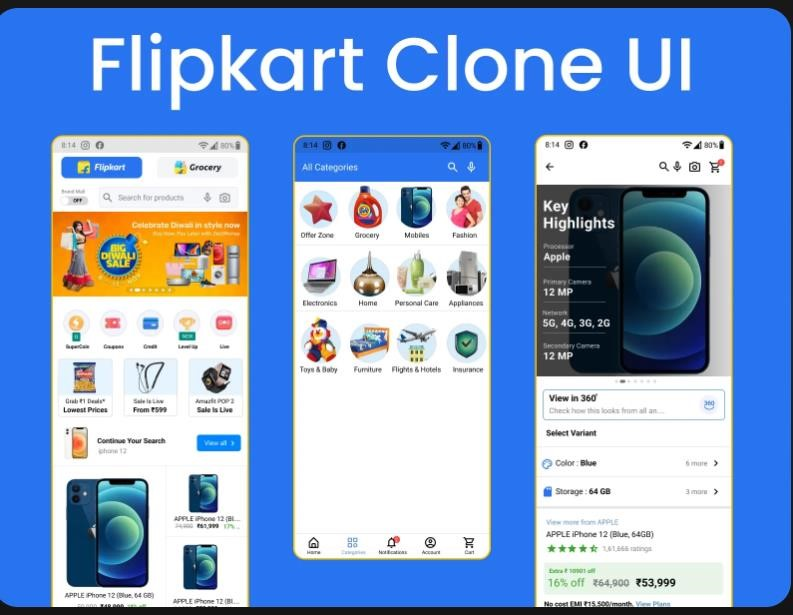 Flipkart Clone UI
8:14
80%
Flipkart
Grocery
Brand Mall
OFF
Search for products
Celebrate Diwali in style now
Buy Now, Pay Later with ZestMoney
BIG
DIWALI
SALE
SuperCoin
Coupons
Credit
Level Up
Live
Grab ₹1 Deals*
Lowest Prices
Sale Is Live
From ₹599
Amazfit POP 2
Sale Is Live
Continue Your Search
iphone 12
View all
APPLE iPhone 12 (Bl...
74,900 ₹61,999 17%
APPLE iPhone 12 (Blue, 64 GB)
APPLE iPhone 12 (Bl...
8:14
80%
All Categories
Offer Zone
Grocery
Mobiles
Fashion
Electronics
Home
Personal Care
Appliances
Toys & Baby
Furniture
Flights & Hotels
Insurance
Home
Categories
Notifications
Account
Cart
8:14
80%
Key
Highlights
Processor
Apple
Primary Camera
12 MP
Network
5G, 4G, 3G, 2G
Secondary Camera
12 MP
View in 360°
Check how this looks from all an....
360
Select Variant
Color : Blue
6 more
Storage : 64 GB
3 more
View more from APPLE
APPLE iPhone 12 (Blue, 64GB)
1,61,666 ratings
Extra ₹ 10901 off
16% off ₹64,900 ₹53,999
No cost EMI ₹15,500/month. View Plans